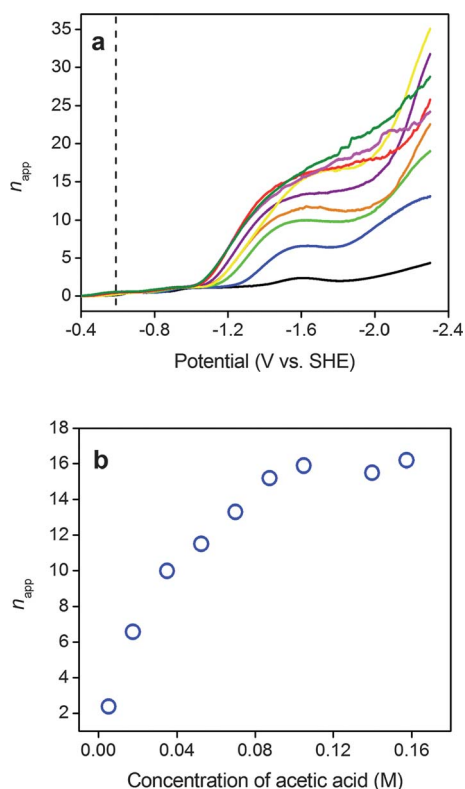 a
35
30
25
20
15
10
5
0
n_app
-0.4 -0.8 -1.2 -1.6 -2.0 -2.4
Potential (V vs. SHE)
b
18
16
14
12
10
8
6
4
2
n_app
0.00 0.04 0.08 0.12 0.16
Concentration of acetic acid (M)